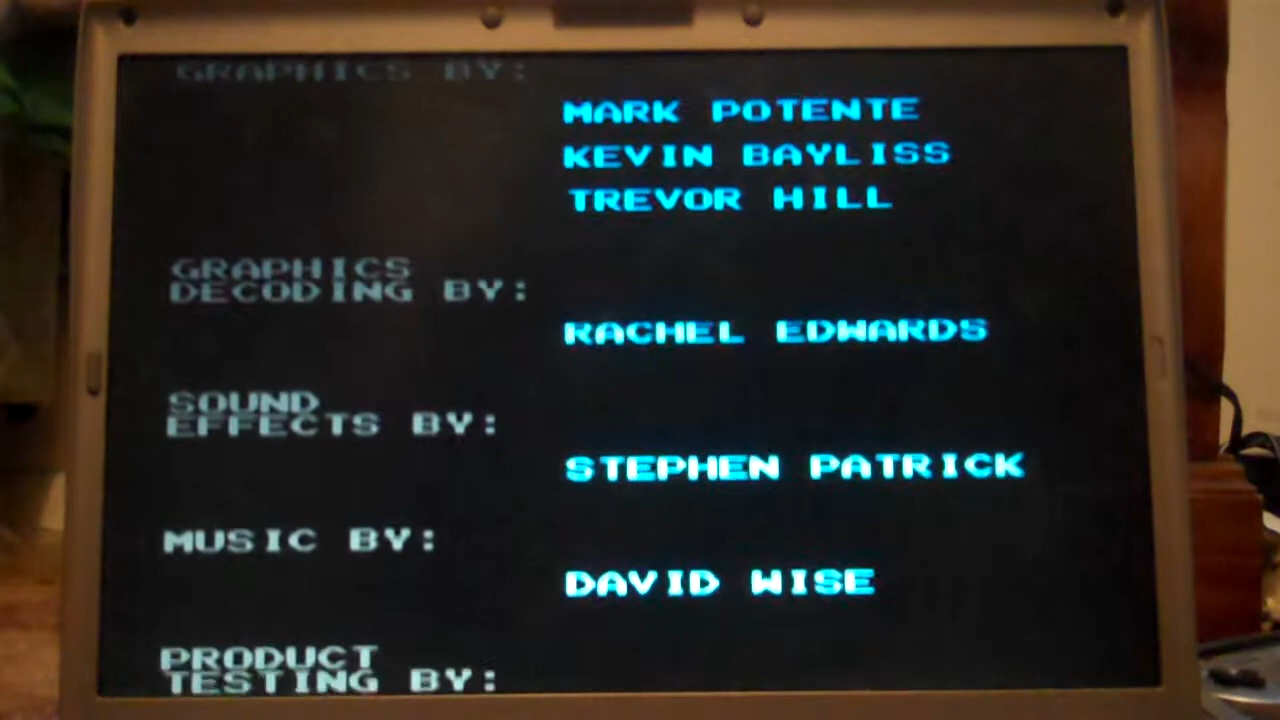 GRAPHICS BY:
MARK POTENTE
KEVIN BAYLISS
TREVOR HILL
GRAPHICS
DECODING BY:
RACHEL EDWARDS
SOUND
EFFECTS BY:
STEPHEN PATRICK
MUSIC BY:
DAVID WISE
PRODUCT
TESTING BY: